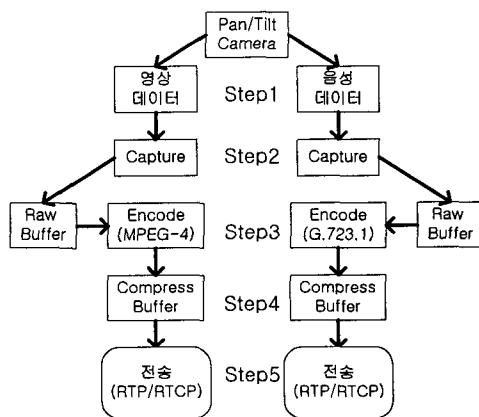 Pan/Tilt
Camera
영상
데이터
Step1
음성
데이터
Capture
Step2
Capture
Raw
Buffer
Encode
(MPEG-4)
Step3
Encode
(G.723.1)
Raw
Buffer
Compress
Buffer
Step4
Compress
Buffer
전송
(RTP/RTCP)
Step5
전송
(RTP/RTCP)